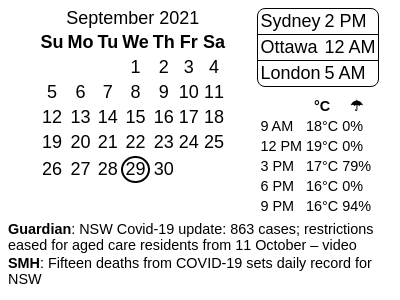 September 2021
Su Mo Tu We Th Fr Sa
1 2 3 4
5 6 7 8 9 10 11
12 13 14 15 16 17 18
19 20 21 22 23 24 25
26 27 28 29 30
Sydney 2 PM
Ottawa 12 AM
London 5 AM
°C ☂
9 AM 18°C 0%
12 PM 19°C 0%
3 PM 17°C 79%
6 PM 16°C 0%
9 PM 16°C 94%
Guardian: NSW Covid-19 update: 863 cases; restrictions
eased for aged care residents from 11 October – video
SMH: Fifteen deaths from COVID-19 sets daily record for
NSW